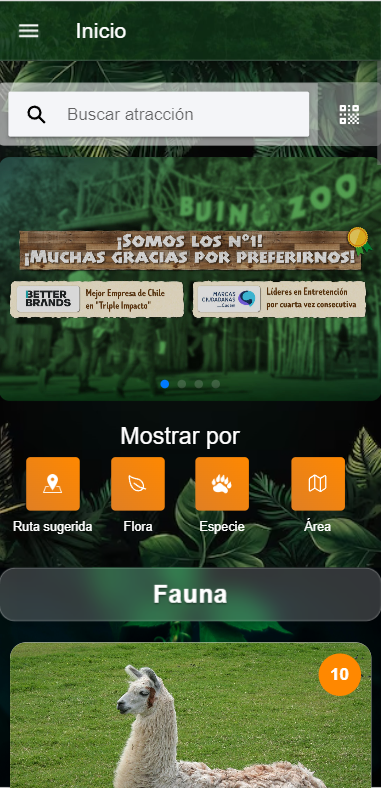 Inicio
Buscar atracción
BUIN ZOO
¡SOMOS LOS Nº1!
¡MUCHAS GRACIAS POR PREFERIRNOS!
BETTER
BRANDS
Mejor Empresa de Chile
en "Triple Impacto"
MARCAS
CIUDADANAS
Líderes en Entretención
por cuarta vez consecutiva
Mostrar por
Ruta sugerida
Flora
Especie
Área
Fauna
10